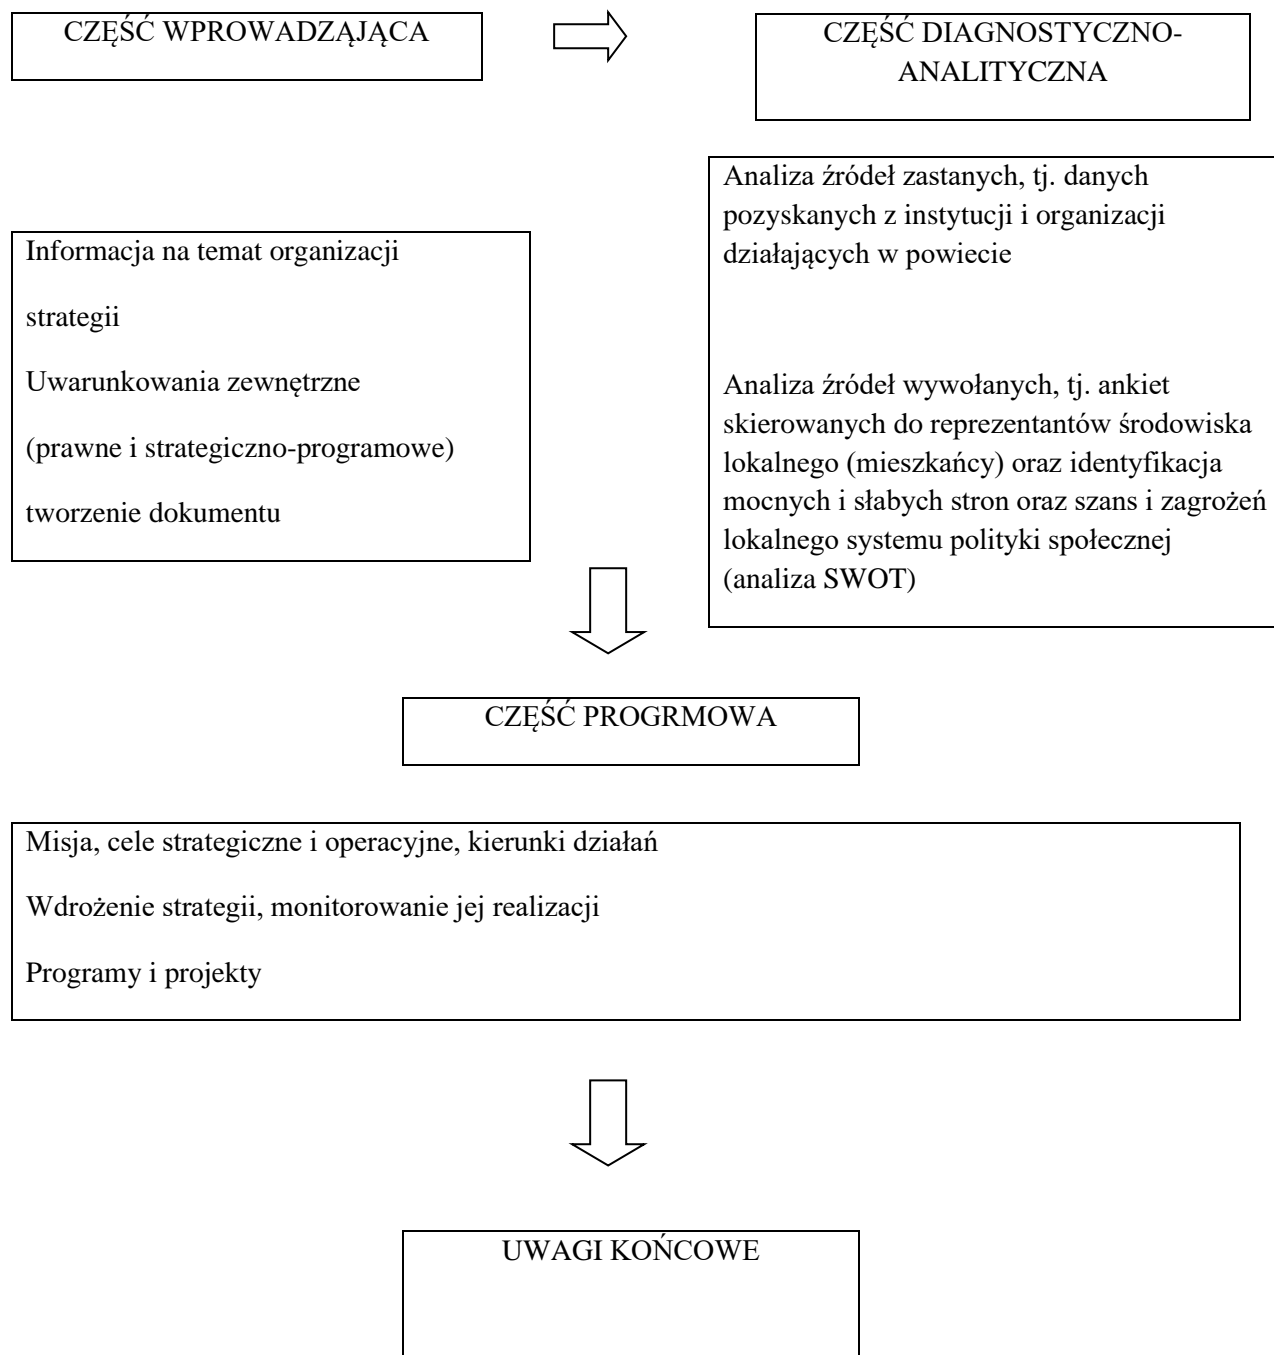 CZĘŚĆ WPROWADZĄJĄCA
CZĘŚĆ DIAGNOSTYCZNO-
ANALITYCZNA
Informacja na temat organizacji
strategii
Uwarunkowania zewnętrzne
(prawne i strategiczno-programowe)
tworzenie dokumentu
Analiza źródeł zastanych, tj. danych
pozyskanych z instytucji i organizacji
działających w powiecie
Analiza źródeł wywołanych, tj. ankiet
skierowanych do reprezentantów środowiska
lokalnego (mieszkańcy) oraz identyfikacja
mocnych i słabych stron oraz szans i zagrożeń
lokalnego systemu polityki społecznej
(analiza SWOT)
CZĘŚĆ PROGRMOWA
Misja, cele strategiczne i operacyjne, kierunki działań
Wdrożenie strategii, monitorowanie jej realizacji
Programy i projekty
UWAGI KOŃCOWE